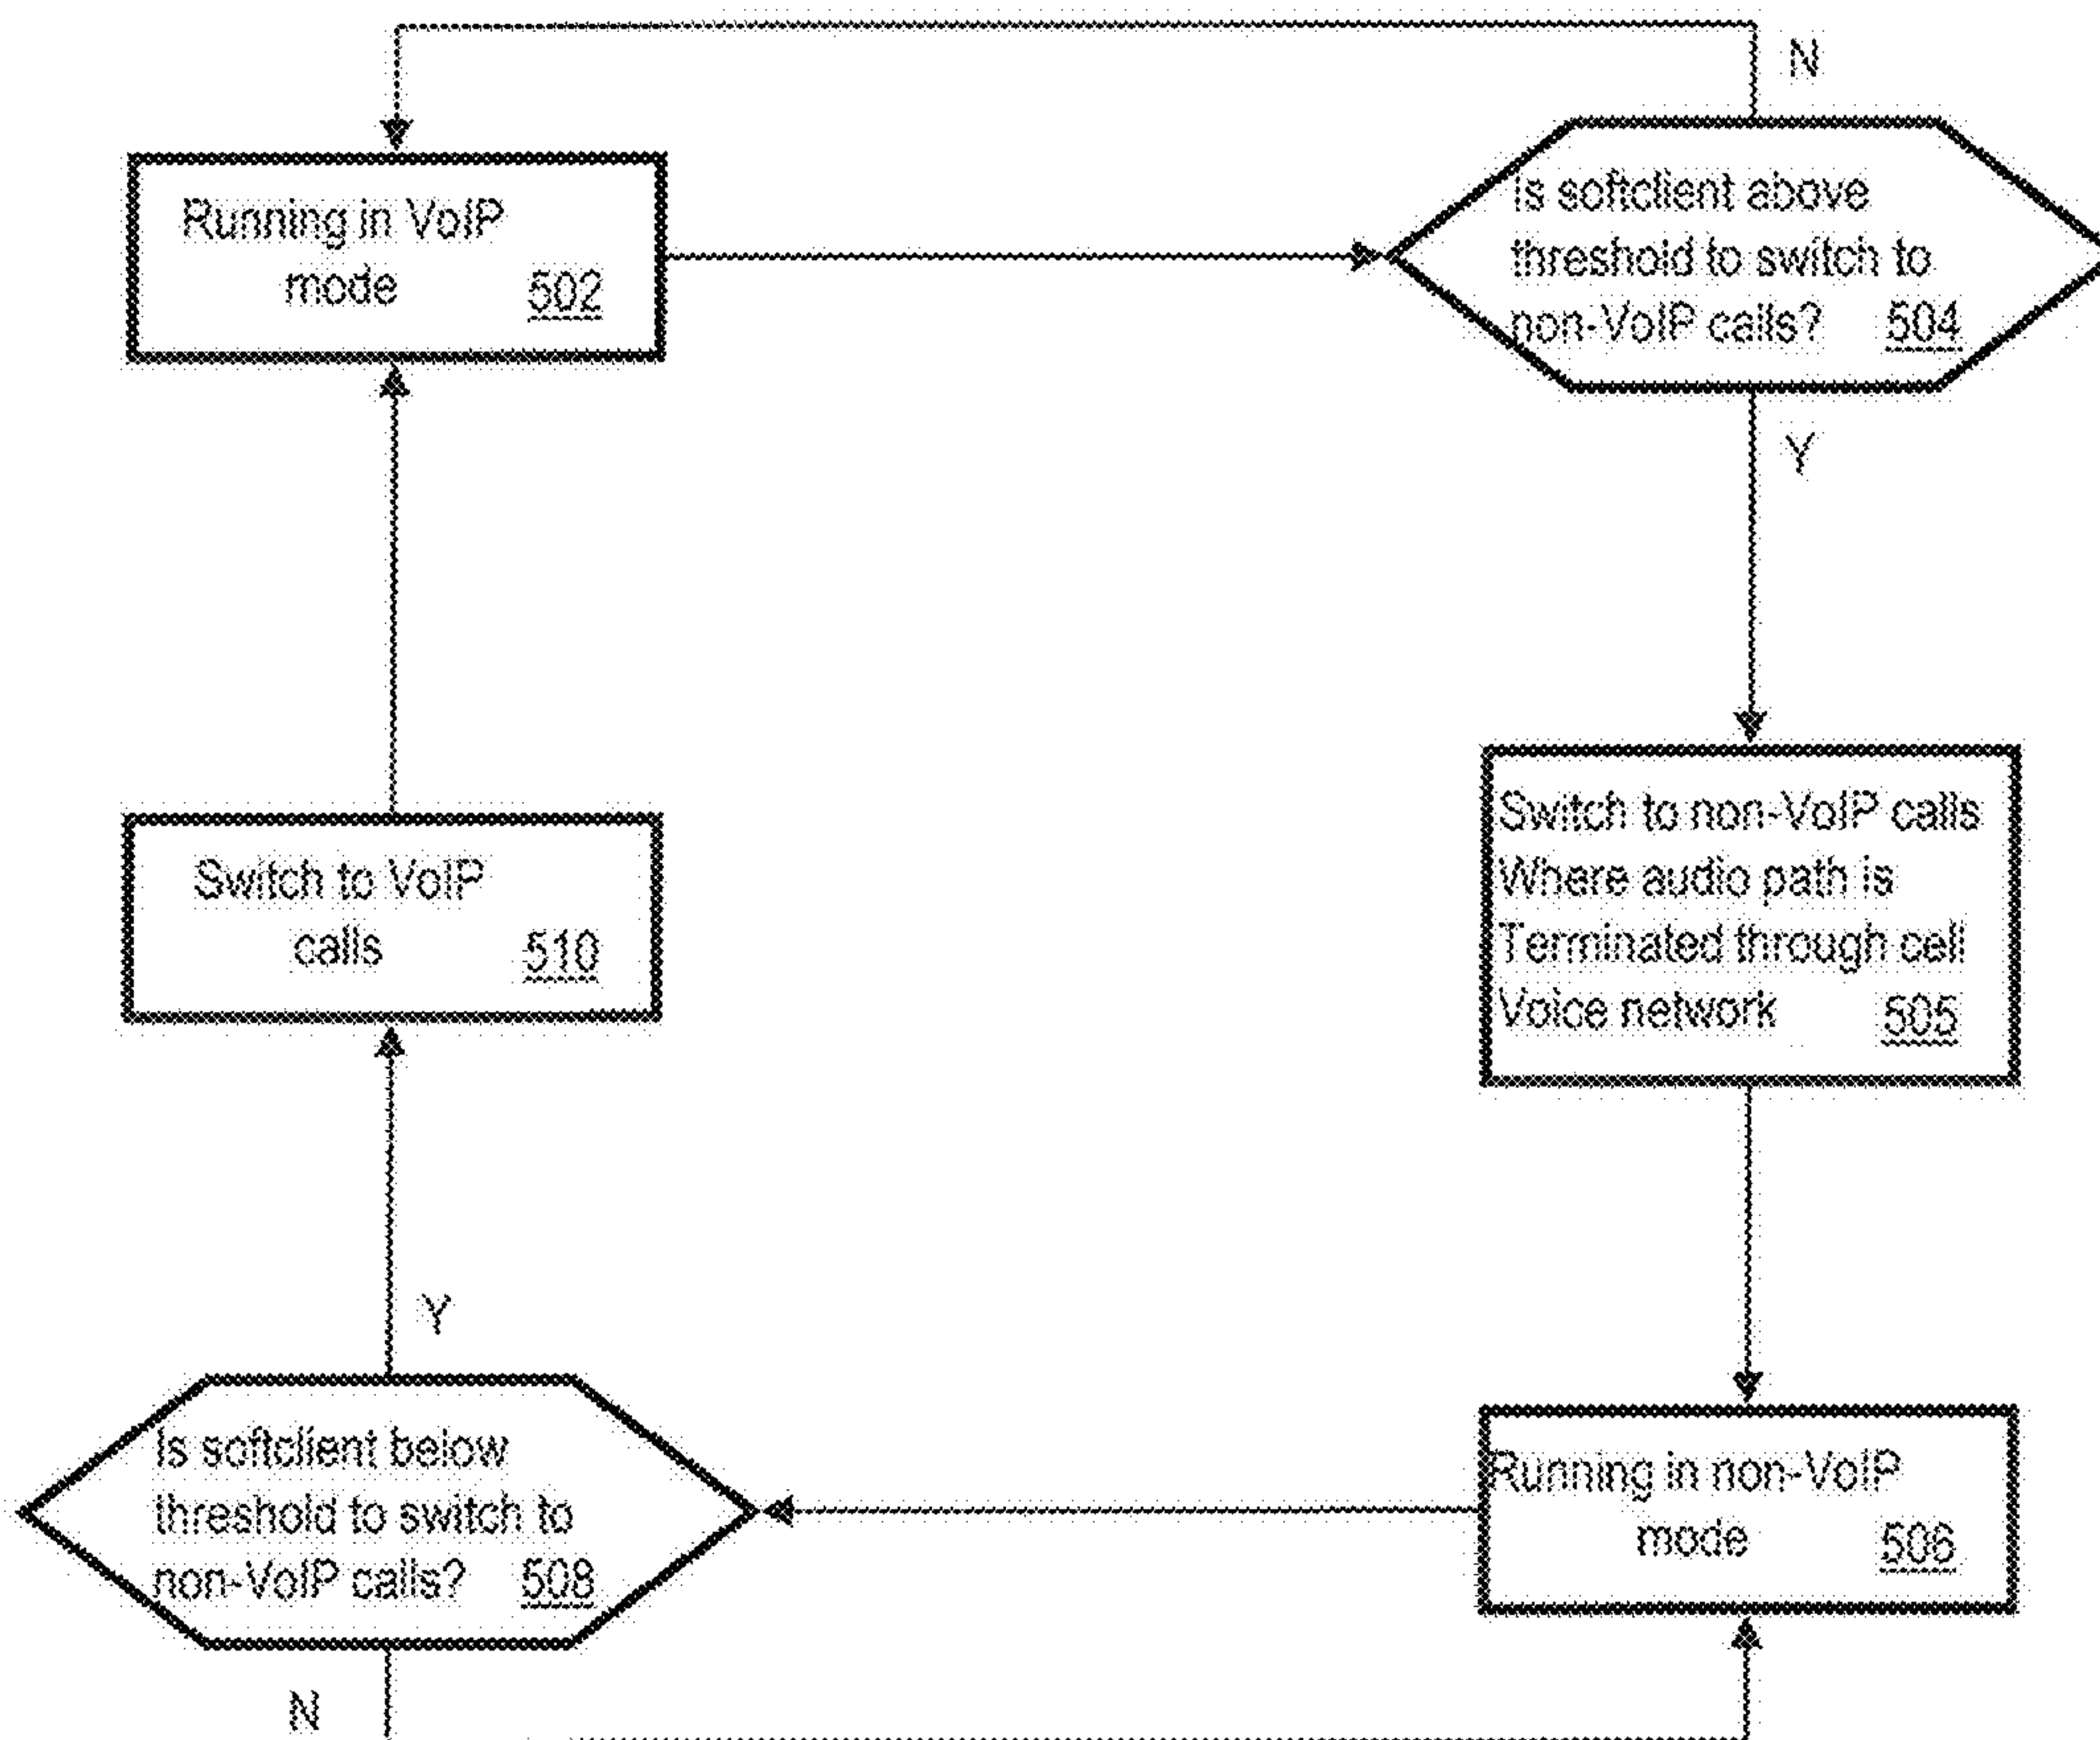 N
Running in VoIP
mode 502
Is softclient above
threshold to switch to
non-VoIP calls? 504
Y
Switch to non-VoIP calls
Where audio path is
Terminated through cell
Voice network 505
Switch to VoIP
calls 510
Y
Is softclient below
threshold to switch to
non-VoIP calls? 508
Running in non-VoIP
mode 506
N